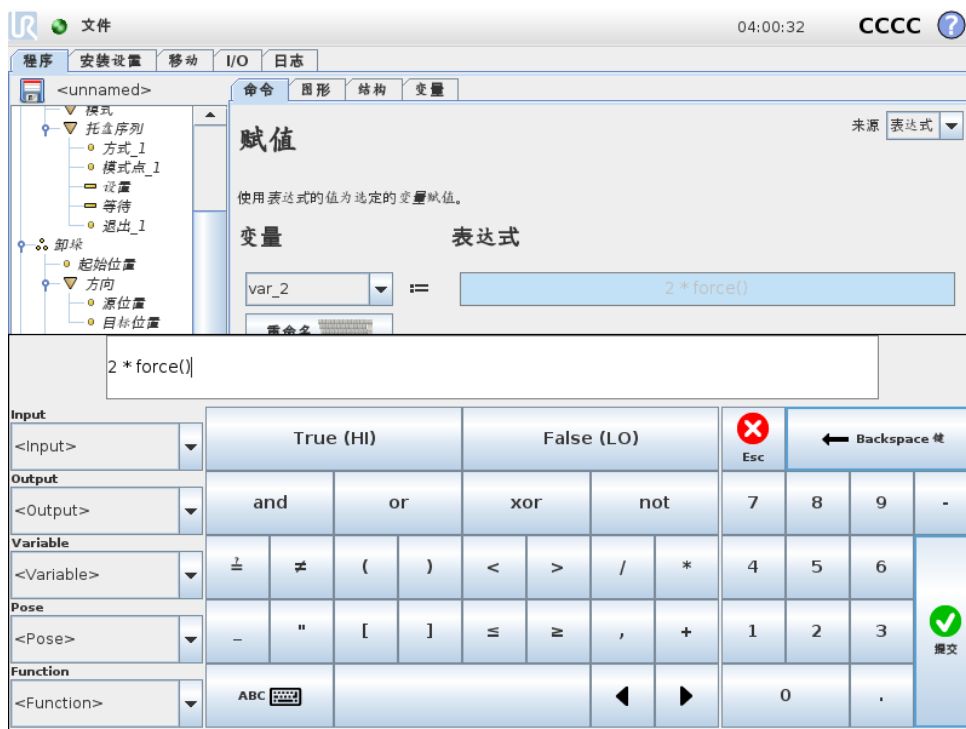 UR 文件 04:00:32 CCCC ?
程序 安装设置 移动 I/O 日志
<unnamed> 命令 图形 结构 变量
模式
托盒序列
方式_1
模式点_1
设置
等待
退出_1
卸垛
起始位置
方向
源位置
目标位置
赋值
来源 表达式
使用表达式的值为选定的变量赋值。
变量 表达式
var_2 := 2 * force()
重命名
2 * force()
Input
<Input>
True (HI) False (LO) Esc Backspace 键
Output
<Output>
and or xor not 7 8 9 -
Variable
<Variable>
≟ ≠ ( ) < > / * 4 5 6
Pose
<Pose>
_ " [ ] ≤ ≥ , + 1 2 3 提交
Function
<Function>
ABC 0 .